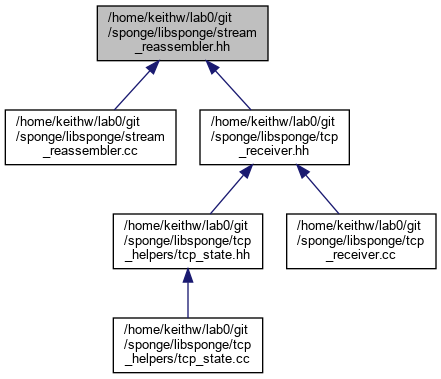 /home/keithw/lab0/git
/sponge/libsponge/stream
_reassembler.hh
/home/keithw/lab0/git
/sponge/libsponge/stream
_reassembler.cc
/home/keithw/lab0/git
/sponge/libsponge/tcp
_receiver.hh
/home/keithw/lab0/git
/sponge/libsponge/tcp
_helpers/tcp_state.hh
/home/keithw/lab0/git
/sponge/libsponge/tcp
_receiver.cc
/home/keithw/lab0/git
/sponge/libsponge/tcp
_helpers/tcp_state.cc